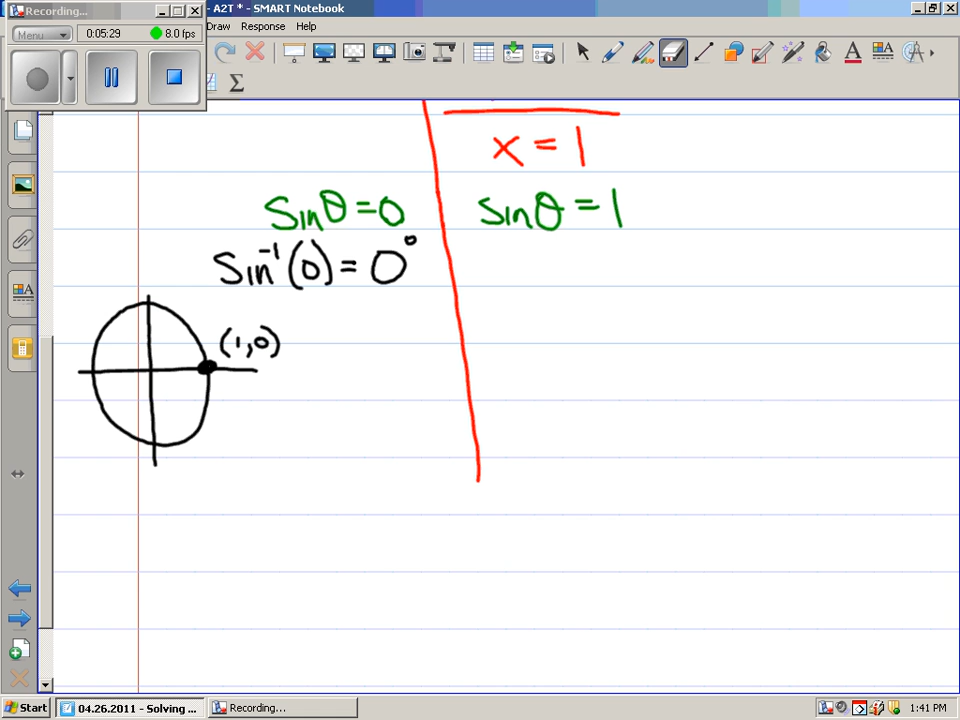 Recording...
- A2T * - SMART Notebook
Menu
0:05:29
8.0 fps
Draw Response Help
x = 1
sinθ = 0
sinθ = 1
Sin⁻¹(0) = 0°
(1,0)
Start
04.26.2011 - Solving ...
Recording...
1:41 PM